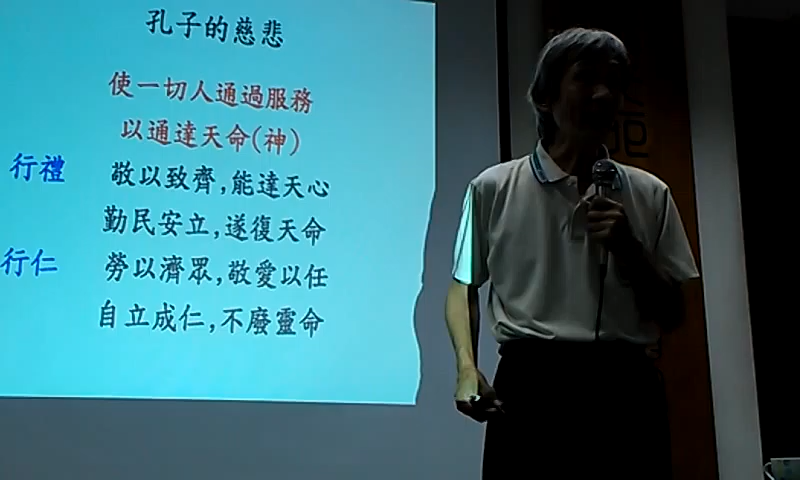 孔子的慈悲
使一切人通過服務
以通達天命(神)
行禮 敬以致齊,能達天心
勤民安立,遂復天命
行仁 勞以濟眾,敬愛以任
自立成仁,不廢靈命